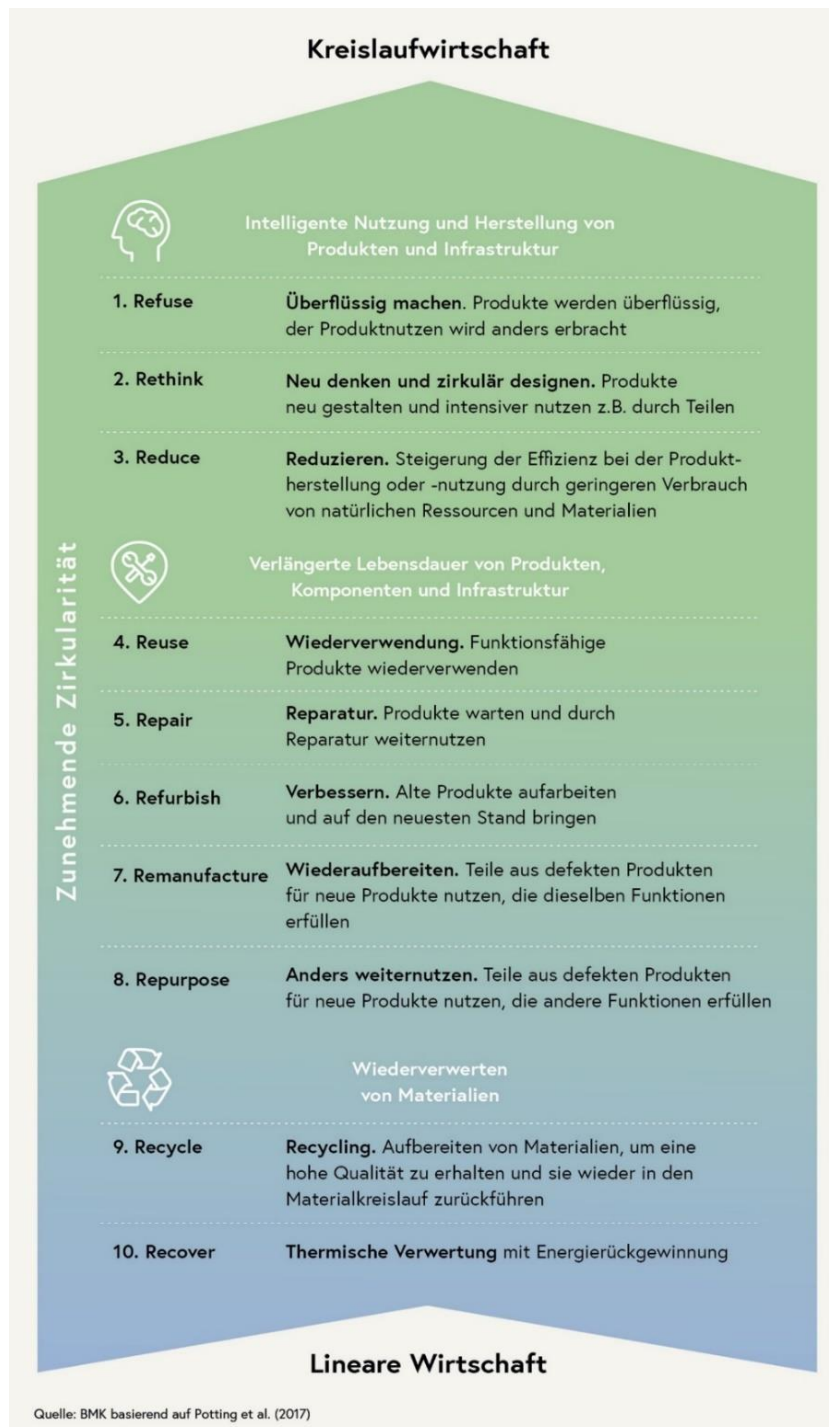 Kreislaufwirtschaft
Intelligente Nutzung und Herstellung von
Produkten und Infrastruktur
1. Refuse
Überflüssig machen. Produkte werden überflüssig,
der Produktnutzen wird anders erbracht
2. Rethink
Neu denken und zirkulär designen. Produkte
neu gestalten und intensiver nutzen z.B. durch Teilen
3. Reduce
Reduzieren. Steigerung der Effizienz bei der Produkt-
herstellung oder -nutzung durch geringeren Verbrauch
von natürlichen Ressourcen und Materialien
Zunehmende Zirkularität
Verlängerte Lebensdauer von Produkten,
Komponenten und Infrastruktur
4. Reuse
Wiederverwendung. Funktionsfähige
Produkte wiederverwenden
5. Repair
Reparatur. Produkte warten und durch
Reparatur weiternutzen
6. Refurbish
Verbessern. Alte Produkte aufarbeiten
und auf den neuesten Stand bringen
7. Remanufacture
Wiederaufbereiten. Teile aus defekten Produkten
für neue Produkte nutzen, die dieselben Funktionen
erfüllen
8. Repurpose
Anders weiternutzen. Teile aus defekten Produkten
für neue Produkte nutzen, die andere Funktionen erfüllen
Wiederverwerten
von Materialien
9. Recycle
Recycling. Aufbereiten von Materialien, um eine
hohe Qualität zu erhalten und sie wieder in den
Materialkreislauf zurückführen
10. Recover
Thermische Verwertung mit Energierückgewinnung
Lineare Wirtschaft
Quelle: BMK basierend auf Potting et al. (2017)